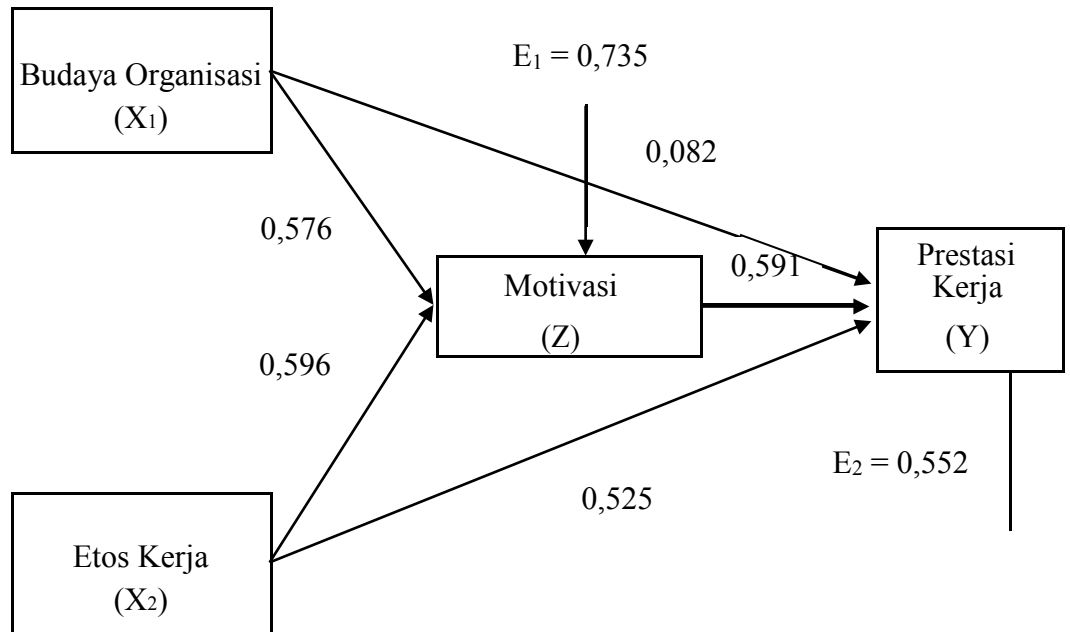 Budaya Organisasi
(X₁)
E₁ = 0,735
0,082
0,576
0,591
Motivasi
(Z)
Prestasi
Kerja
(Y)
0,596
E₂ = 0,552
0,525
Etos Kerja
(X₂)